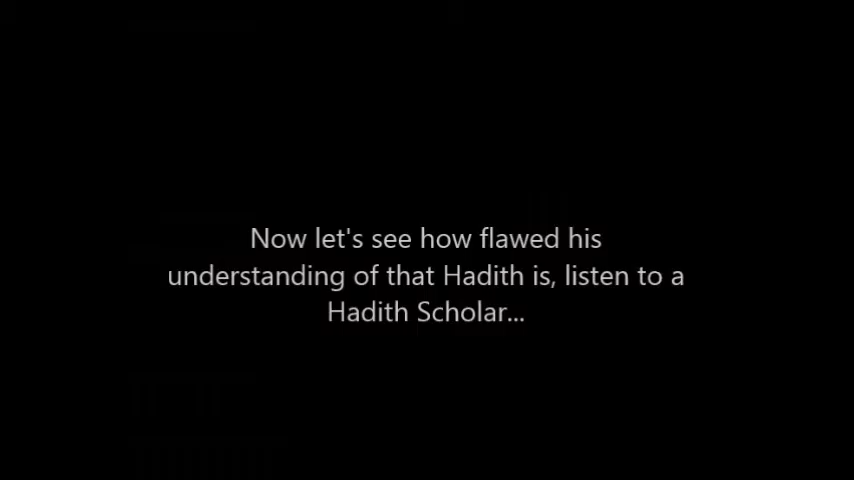 Now let's see how flawed his
understanding of that Hadith is, listen to a
Hadith Scholar...